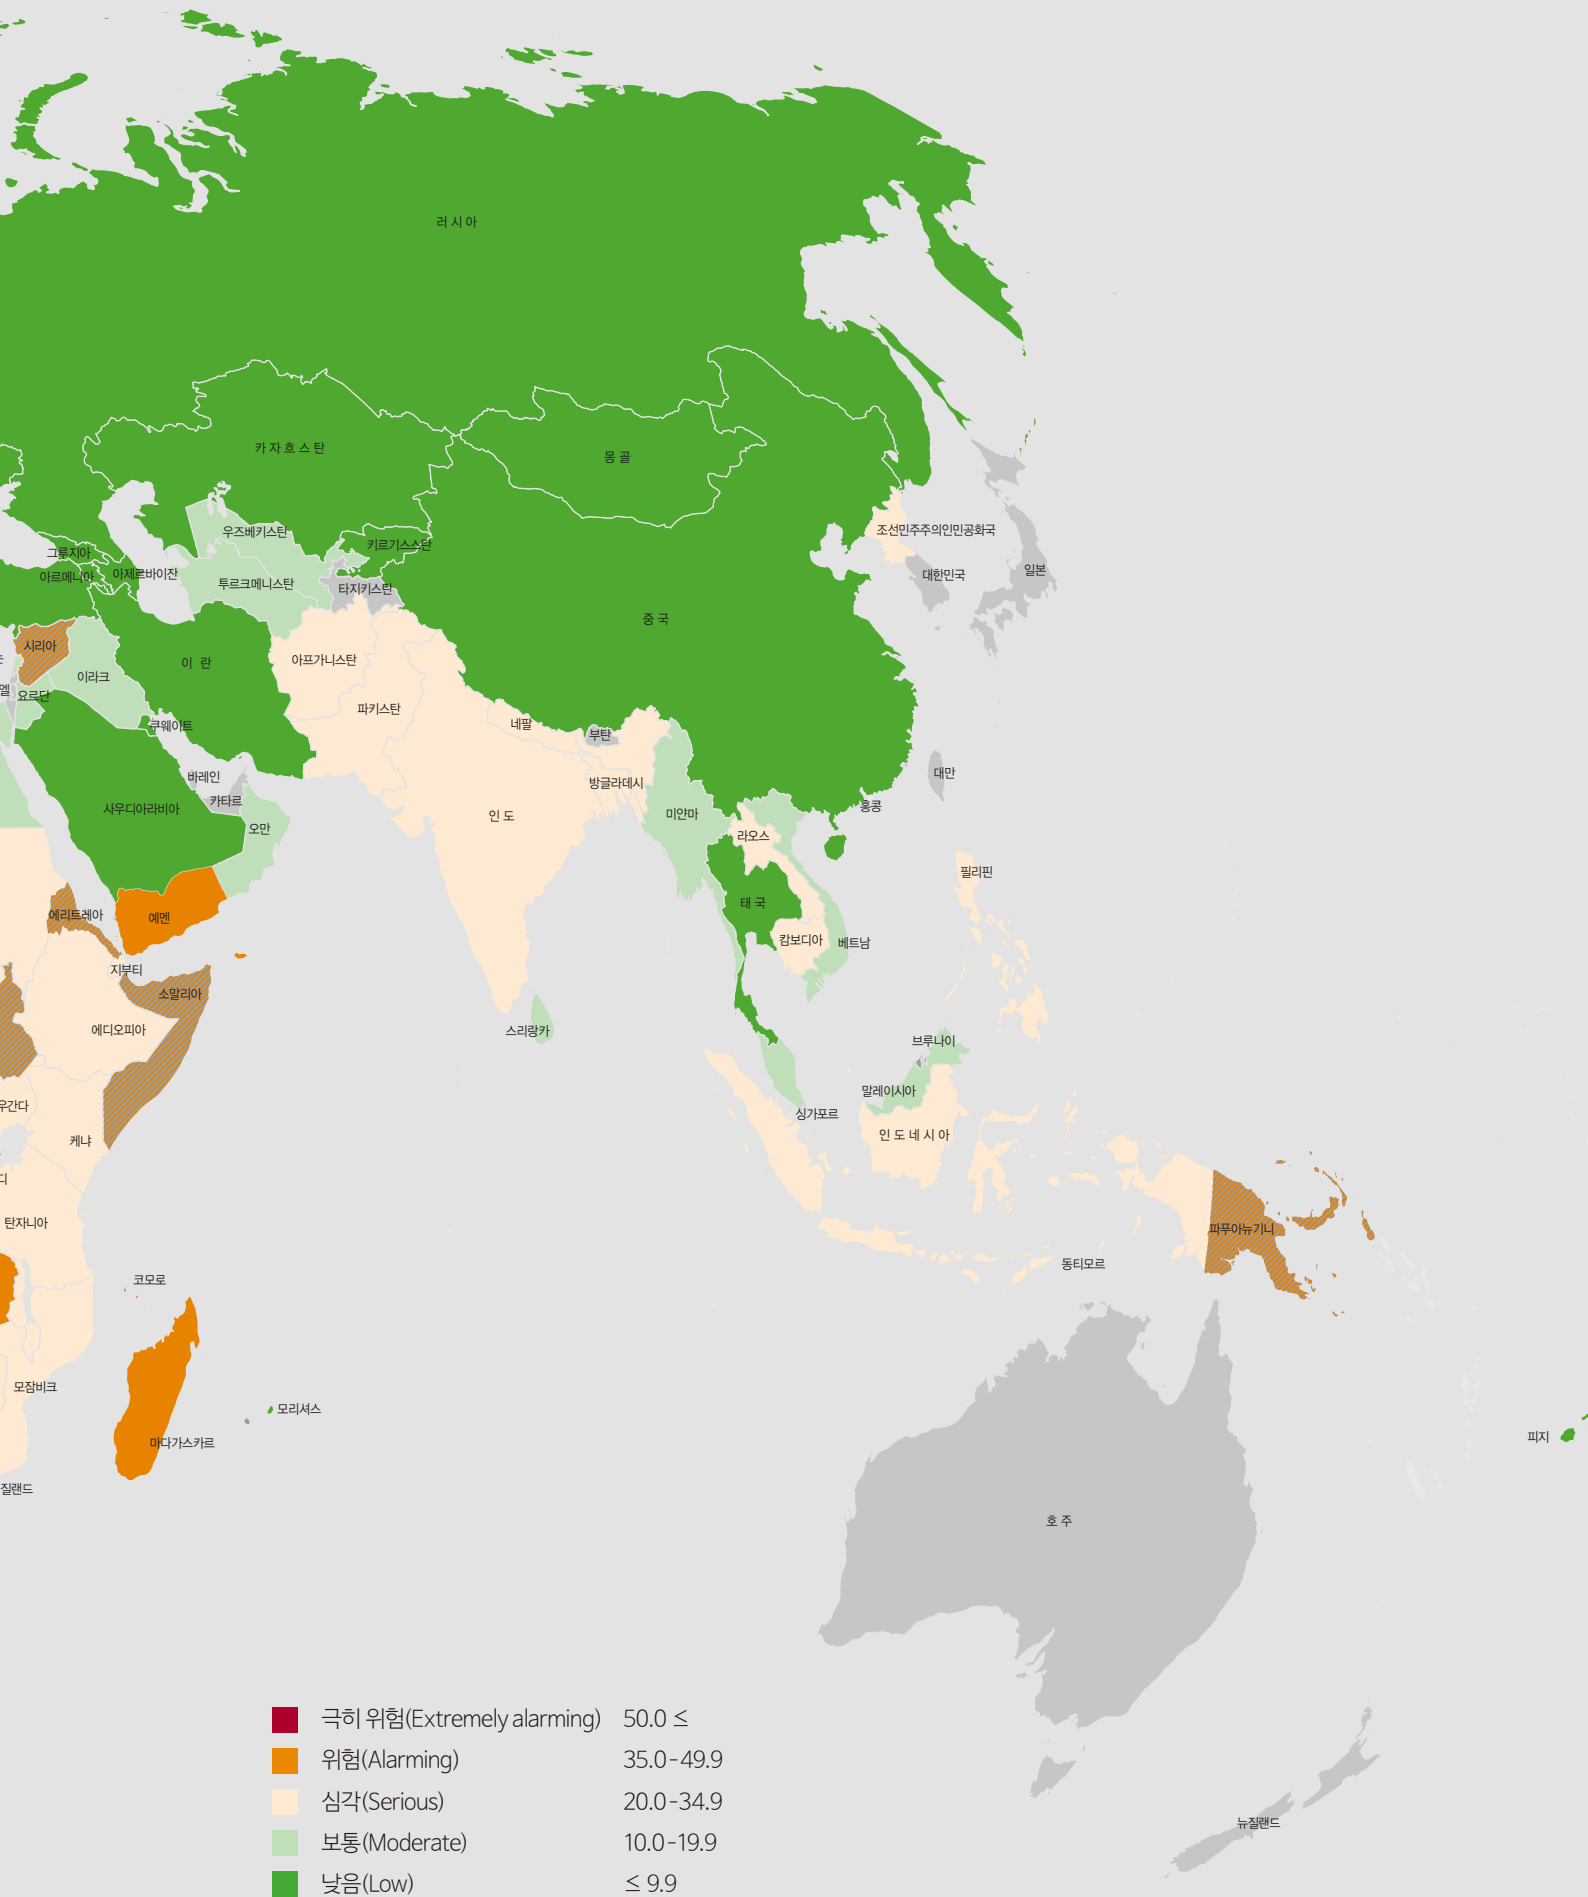 러시아
카자흐스탄
몽골
우즈베키스탄
조선민주주의인민공화국
키르기스스탄
그루지아
아르메니아
아제르바이잔
투르크메니스탄
타지키스탄
대한민국
일본
중국
시리아
이란
아프가니스탄
엘
요르단
이라크
파키스탄
네팔
쿠웨이트
부탄
바레인
방글라데시
대만
카타르
사우디아라비아
인도
미얀마
홍콩
오만
라오스
필리핀
에리트레아
예멘
태국
캄보디아
베트남
지부티
소말리아
에디오피아
스리랑카
브루나이
말레이시아
우간다
싱가포르
케냐
인도네시아
디
탄자니아
파푸아뉴기니
동티모르
코모로
모잠비크
모리셔스
마다가스카르
피지
질랜드
호주
극히 위험(Extremely alarming) 50.0 ≤
위험(Alarming) 35.0-49.9
심각(Serious) 20.0-34.9
보통(Moderate) 10.0-19.9
낮음(Low) ≤ 9.9
뉴질랜드